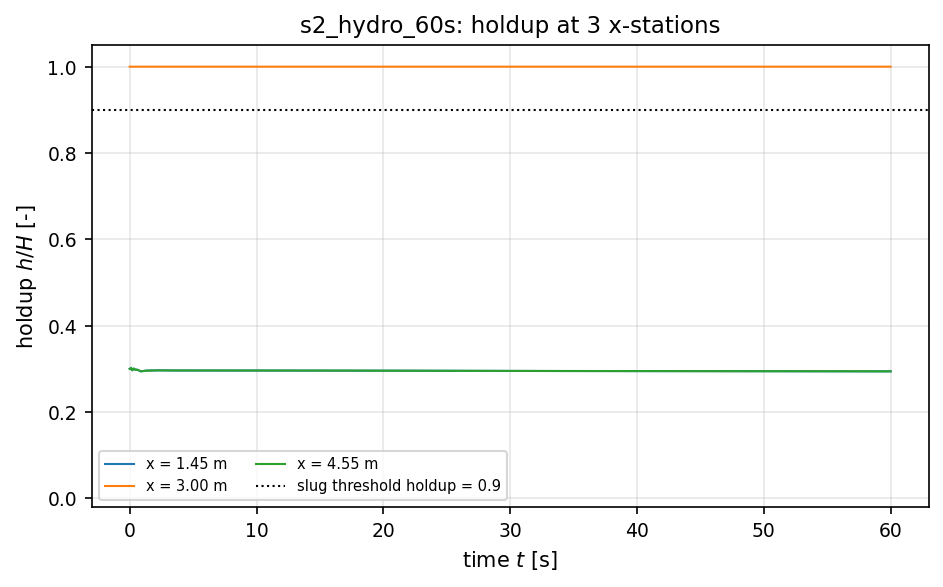 s2_hydro_60s: holdup at 3 x-stations
1.0
0.8
0.6
0.4
0.2
0.0
holdup h/H [-]
x = 1.45 m
x = 3.00 m
x = 4.55 m
slug threshold holdup = 0.9
0 10 20 30 40 50 60
time t [s]